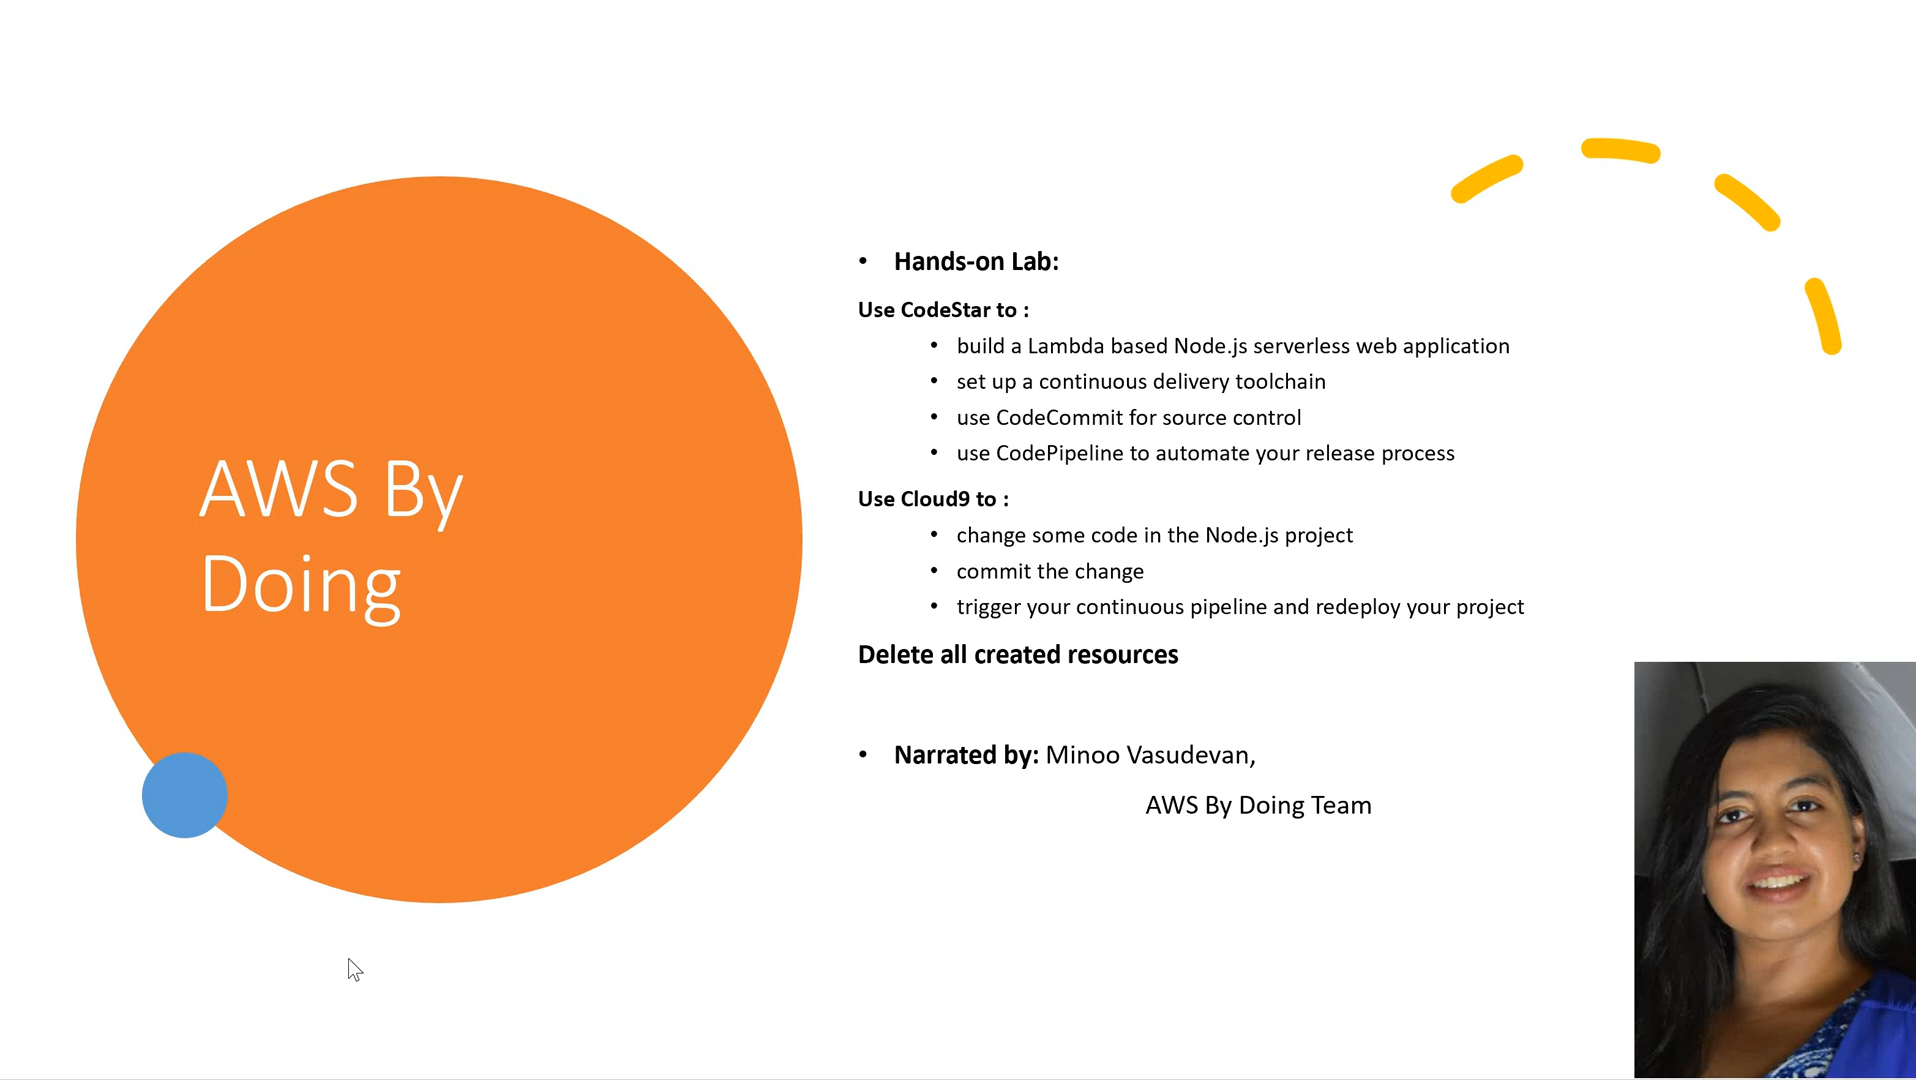 AWS By
Doing
• Hands-on Lab:
Use CodeStar to :
• build a Lambda based Node.js serverless web application
• set up a continuous delivery toolchain
• use CodeCommit for source control
• use CodePipeline to automate your release process
Use Cloud9 to :
• change some code in the Node.js project
• commit the change
• trigger your continuous pipeline and redeploy your project
Delete all created resources
• Narrated by: Minoo Vasudevan,
AWS By Doing Team